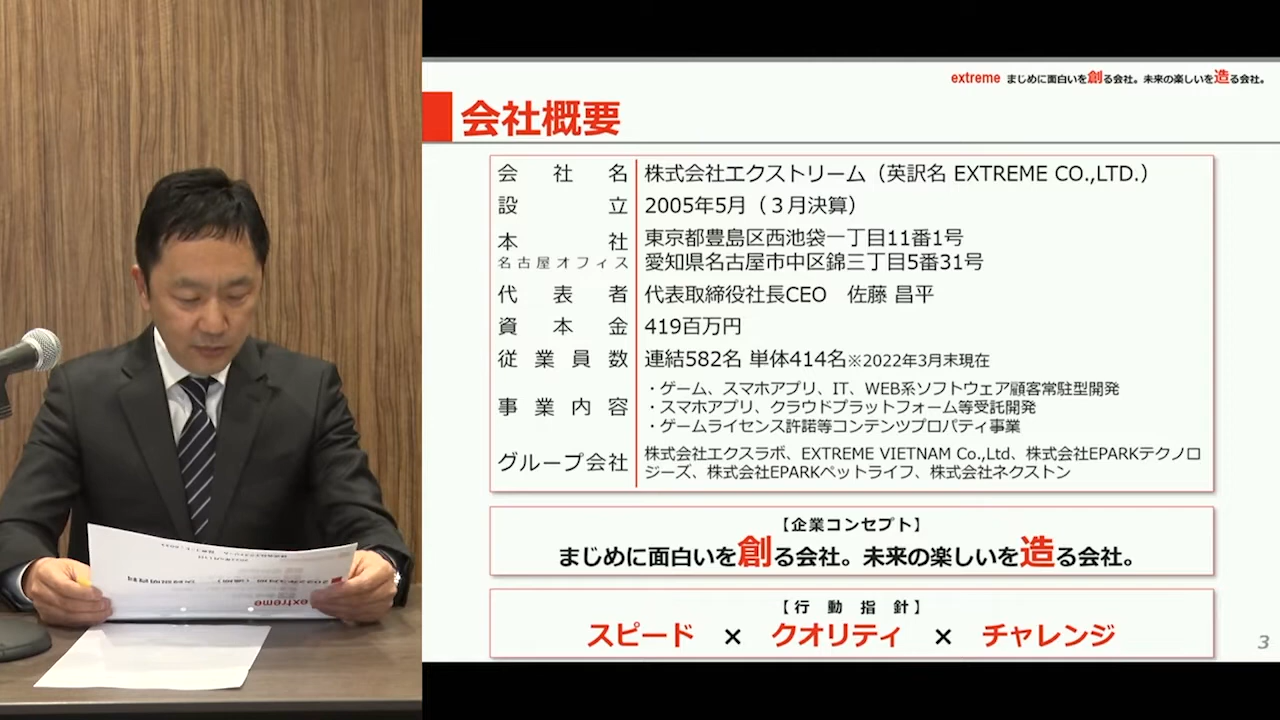 extreme まじめに面白いを創る会社。未来の楽しいを造る会社。
会社概要
会社名 株式会社エクストリーム（英訳名 EXTREME CO.,LTD.）
設立 2005年5月（３月決算）
本社 東京都豊島区西池袋一丁目11番1号
名古屋オフィス 愛知県名古屋市中区錦三丁目5番31号
代表者 代表取締役社長CEO 佐藤 昌平
資本金 419百万円
従業員数 連結582名 単体414名※2022年3月末現在
事業内容 ・ゲーム、スマホアプリ、IT、WEB系ソフトウェア顧客常駐型開発
・スマホアプリ、クラウドプラットフォーム等受託開発
・ゲームライセンス許諾等コンテンツプロパティ事業
グループ会社 株式会社エクスラボ、EXTREME VIETNAM Co.,Ltd、株式会社EPARKテクノロ
ジーズ、株式会社EPARKペットライフ、株式会社ネクストン
【企業コンセプト】
まじめに面白いを創る会社。未来の楽しいを造る会社。
【行動指針】
スピード × クオリティ × チャレンジ
3
extreme